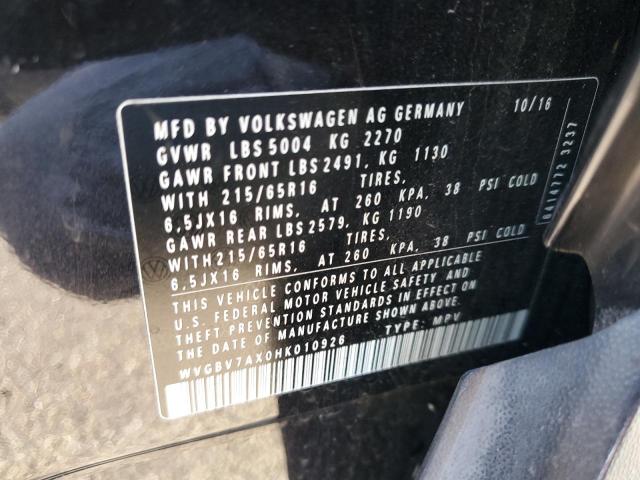 MFD BY VOLKSWAGEN AG GERMANY 10/16
GVWR LBS 5004 KG 2270
GAWR FRONT LBS 2491, KG 1130
WITH 215/65R16 TIRES,
6,5JX16 RIMS, AT 260 KPA, 38 PSI COLD
GAWR REAR LBS 2579, KG 1190
WITH 215/65R16 TIRES,
6,5JX16 RIMS, AT 260 KPA, 38 PSI COLD
THIS VEHICLE CONFORMS TO ALL APPLICABLE
U.S. FEDERAL MOTOR VEHICLE SAFETY AND
THEFT PREVENTION STANDARDS IN EFFECT ON
THE DATE OF MANUFACTURE SHOWN ABOVE.
WVGBV7AX0HK010926 TYPE: MPV
3237